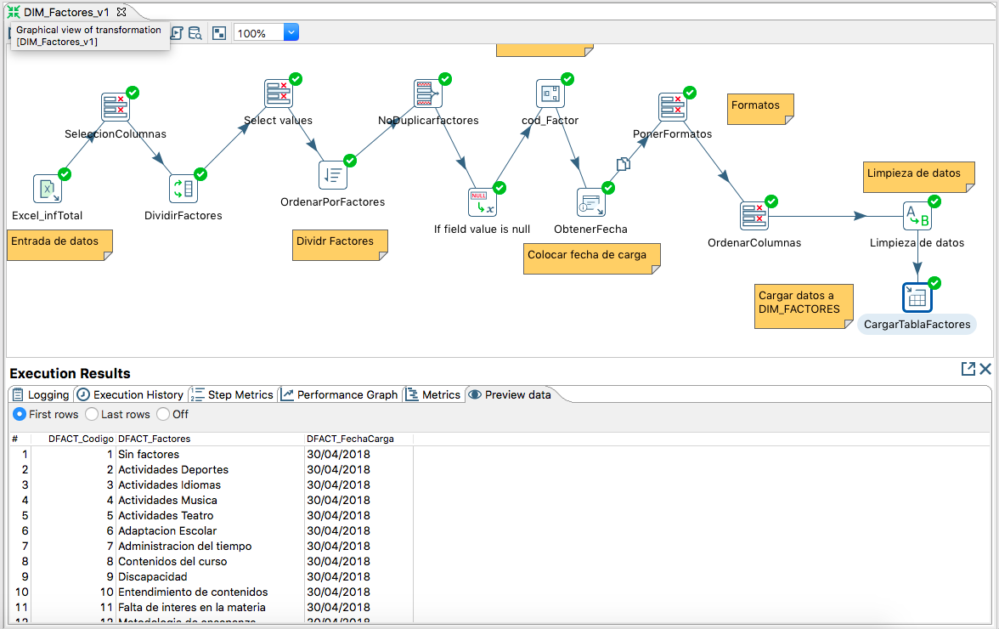 DIM_Factores_v1
Graphical view of transformation
[DIM_Factores_v1]
100%
SeleccionColumnas
Select values
NoDuplicarfactores
cod_Factor
PonerFormatos
Formatos
Excel_infTotal
DividirFactores
OrdenarPorFactores
NULL
If field value is null
ObtenerFecha
OrdenarColumnas
Limpieza de datos
A
B
Limpieza de datos
Entrada de datos
Dividr Factores
Colocar fecha de carga
Cargar datos a
DIM_FACTORES
CargarTablaFactores
Execution Results
Logging Execution History Step Metrics Performance Graph Metrics Preview data
First rows Last rows Off
# DFACT_Codigo DFACT_Factores DFACT_FechaCarga
1 1 Sin factores 30/04/2018
2 2 Actividades Deportes 30/04/2018
3 3 Actividades Idiomas 30/04/2018
4 4 Actividades Musica 30/04/2018
5 5 Actividades Teatro 30/04/2018
6 6 Adaptacion Escolar 30/04/2018
7 7 Administracion del tiempo 30/04/2018
8 8 Contenidos del curso 30/04/2018
9 9 Discapacidad 30/04/2018
10 10 Entendimiento de contenidos 30/04/2018
11 11 Falta de interes en la materia 30/04/2018
12 12 Metodologia de ensenanza 30/04/2018